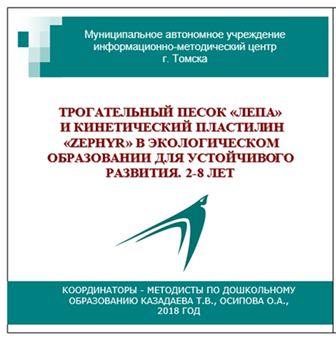 Муниципальное автономное учреждение
информационно-методический центр
г. Томска
ТРОГАТЕЛЬНЫЙ ПЕСОК «ЛЕПА»
И КИНЕТИЧЕСКИЙ ПЛАСТИЛИН
«ZEPHYR» В ЭКОЛОГИЧЕСКОМ
ОБРАЗОВАНИИ ДЛЯ УСТОЙЧИВОГО
РАЗВИТИЯ. 2-8 ЛЕТ
КООРДИНАТОРЫ - МЕТОДИСТЫ ПО ДОШКОЛЬНОМУ
ОБРАЗОВАНИЮ КАЗАДАЕВА Т.В., ОСИПОВА О.А.,
2018 ГОД